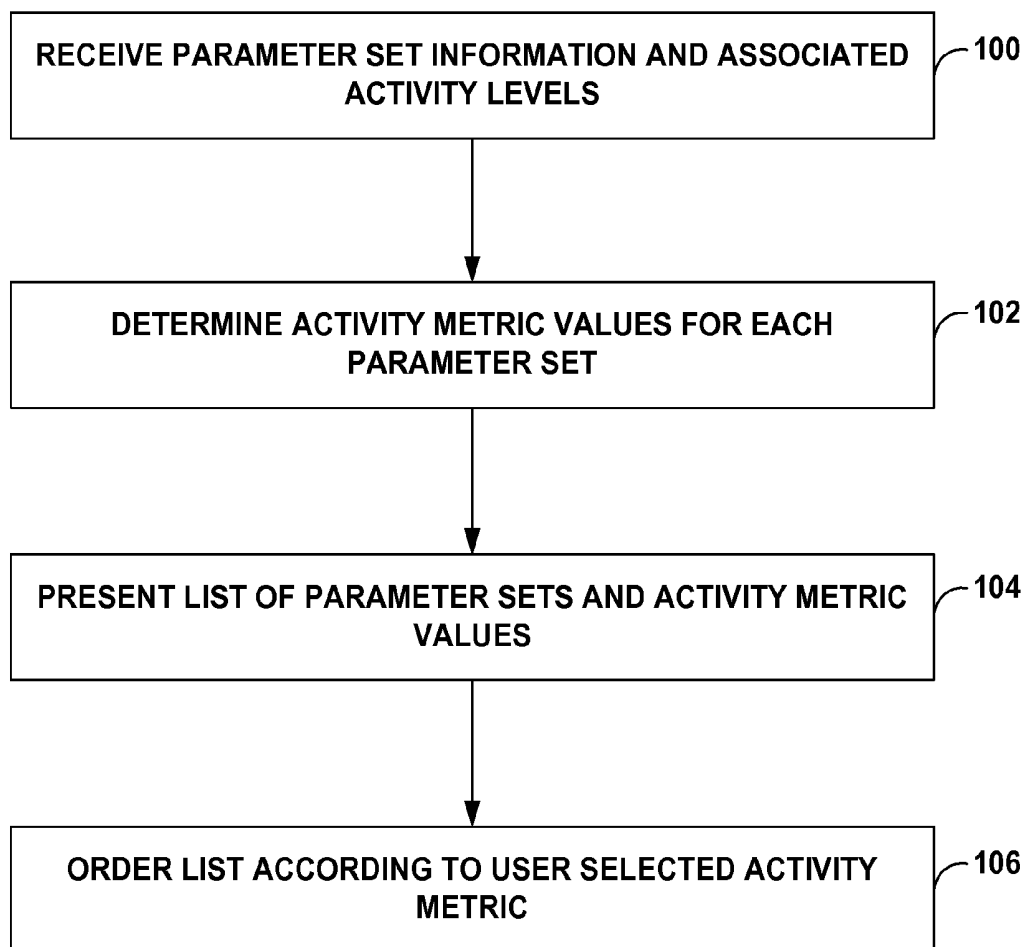 RECEIVE PARAMETER SET INFORMATION AND ASSOCIATED
ACTIVITY LEVELS
100
DETERMINE ACTIVITY METRIC VALUES FOR EACH
PARAMETER SET
102
PRESENT LIST OF PARAMETER SETS AND ACTIVITY METRIC
VALUES
104
ORDER LIST ACCORDING TO USER SELECTED ACTIVITY
METRIC
106